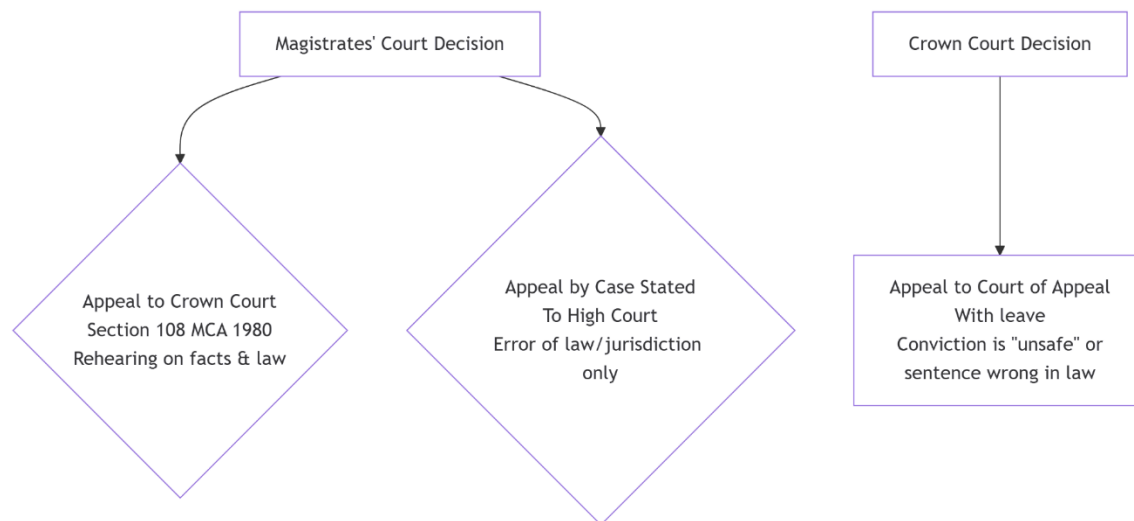 Magistrates' Court Decision
Crown Court Decision
Appeal to Crown Court
Section 108 MCA 1980
Rehearing on facts & law
Appeal by Case Stated
To High Court
Error of law/jurisdiction
only
Appeal to Court of Appeal
With leave
Conviction is "unsafe" or
sentence wrong in law